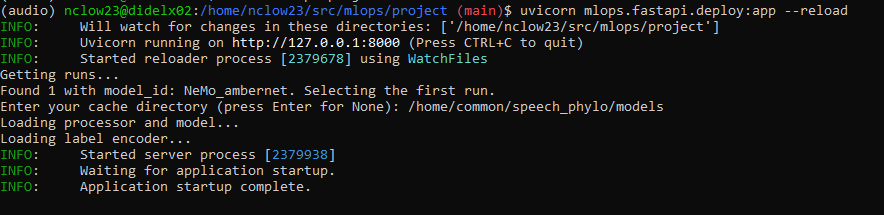 (audio) nclow23@didelx02:/home/nclow23/src/mlops/project (main)$ uvicorn mlops.fastapi.deploy:app --reload
INFO:     Will watch for changes in these directories: ['/home/nclow23/src/mlops/project']
INFO:     Uvicorn running on http://127.0.0.1:8000 (Press CTRL+C to quit)
INFO:     Started reloader process [2379678] using WatchFiles
Getting runs...
Found 1 with model_id: NeMo_ambernet. Selecting the first run.
Enter your cache directory (press Enter for None): /home/common/speech_phylo/models
Loading processor and model...
Loading label encoder...
INFO:     Started server process [2379938]
INFO:     Waiting for application startup.
INFO:     Application startup complete.